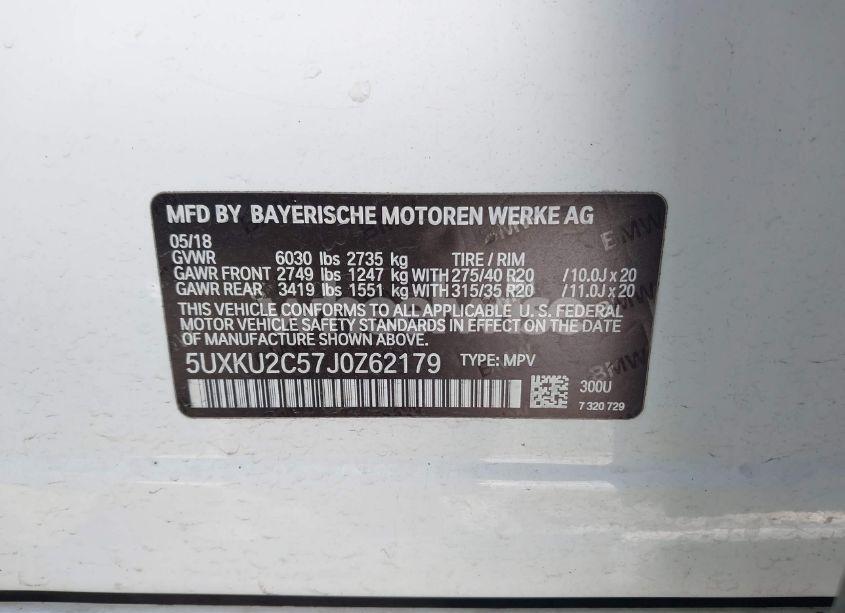 MFD BY BAYERISCHE MOTOREN WERKE AG
05/18
GVWR 6030 lbs 2735 kg TIRE / RIM
GAWR FRONT 2749 lbs 1247 kg WITH 275/40 R20 /10.0J x 20
GAWR REAR 3419 lbs 1551 kg WITH 315/35 R20 /11.0J x 20
THIS VEHICLE CONFORMS TO ALL APPLICABLE U. S. FEDERAL
MOTOR VEHICLE SAFETY STANDARDS IN EFFECT ON THE DATE
OF MANUFACTURE SHOWN ABOVE.
5UXKU2C57J0Z62179 TYPE: MPV
300U
7 320 729
BMW
BMW